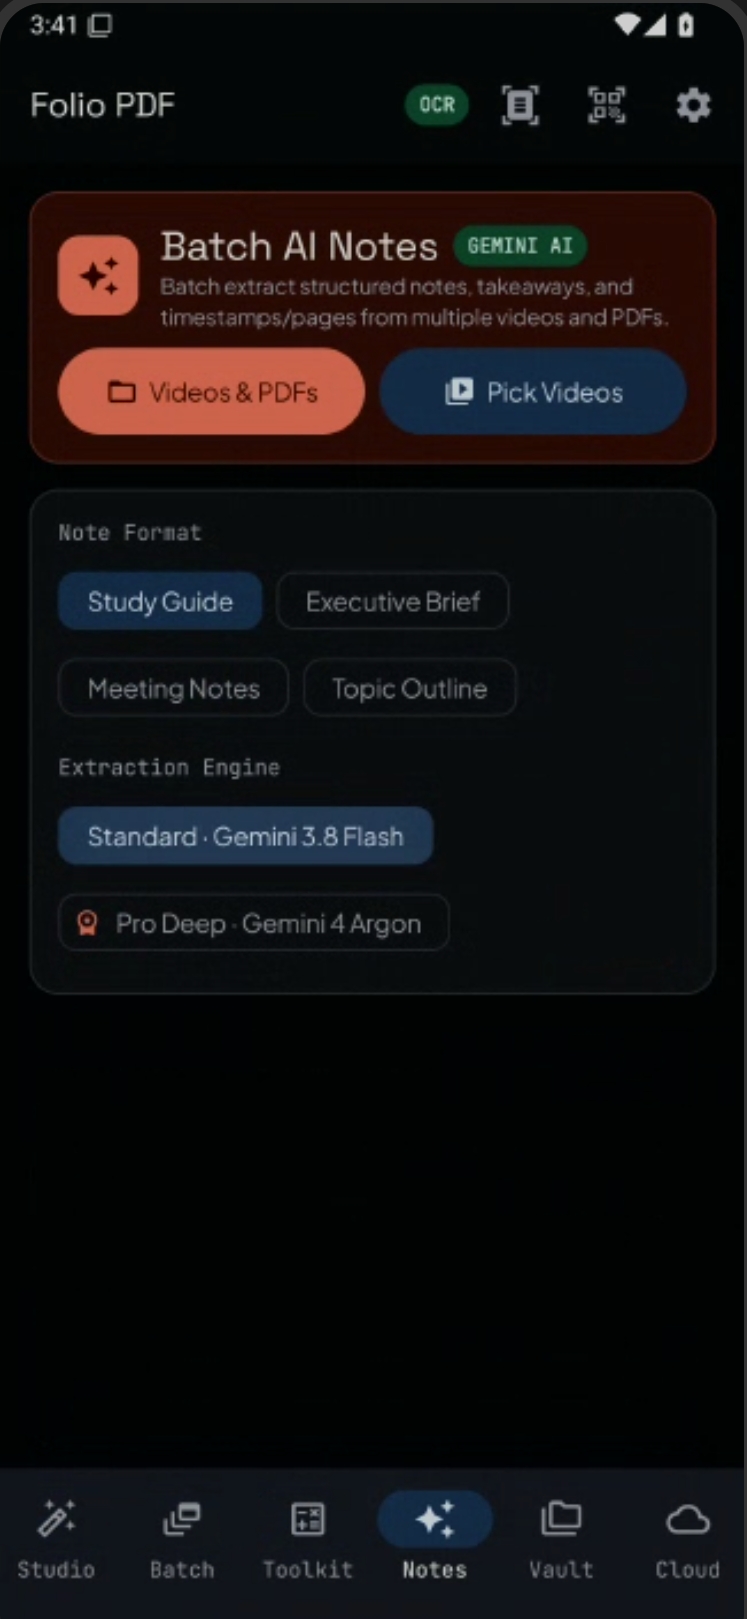 3:41
Folio PDF
OCR
Batch AI Notes
GEMINI AI
Batch extract structured notes, takeaways, and
timestamps/pages from multiple videos and PDFs.
Videos & PDFs
Pick Videos
Note Format
Study Guide
Executive Brief
Meeting Notes
Topic Outline
Extraction Engine
Standard · Gemini 3.8 Flash
Pro Deep · Gemini 4 Argon
Studio
Batch
Toolkit
Notes
Vault
Cloud